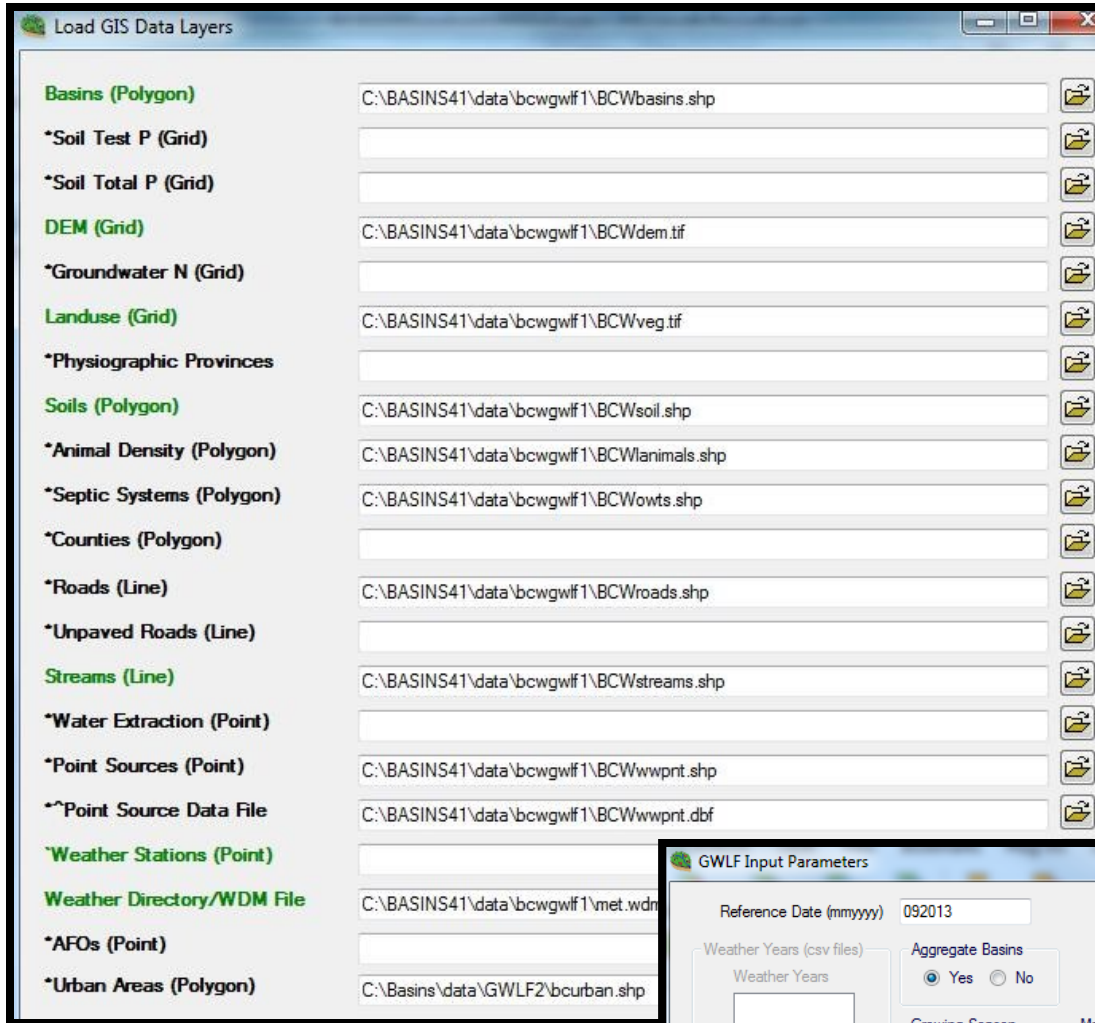 Load GIS Data Layers
Basins (Polygon) C:\BASINS41\data\bcwgwlf1\BCWbasins.shp
*Soil Test P (Grid)
*Soil Total P (Grid)
DEM (Grid) C:\BASINS41\data\bcwgwlf1\BCWdem.tif
*Groundwater N (Grid)
Landuse (Grid) C:\BASINS41\data\bcwgwlf1\BCWveg.tif
*Physiographic Provinces
Soils (Polygon) C:\BASINS41\data\bcwgwlf1\BCWsoil.shp
*Animal Density (Polygon) C:\BASINS41\data\bcwgwlf1\BCWlanimals.shp
*Septic Systems (Polygon) C:\BASINS41\data\bcwgwlf1\BCWowts.shp
*Counties (Polygon)
*Roads (Line) C:\BASINS41\data\bcwgwlf1\BCWroads.shp
*Unpaved Roads (Line)
Streams (Line) C:\BASINS41\data\bcwgwlf1\BCWstreams.shp
*Water Extraction (Point)
*Point Sources (Point) C:\BASINS41\data\bcwgwlf1\BCWwwpnt.shp
*^Point Source Data File C:\BASINS41\data\bcwgwlf1\BCWwwpnt.dbf
`Weather Stations (Point)
Weather Directory/WDM File C:\BASINS41\data\bcwgwlf1\met.wdm
*AFOs (Point)
*Urban Areas (Polygon) C:\Basins\data\GWLF2\bcurban.shp
GWLF Input Parameters
Reference Date (mmyyyy) 092013
Weather Years (csv files) Aggregate Basins
Weather Years Yes No